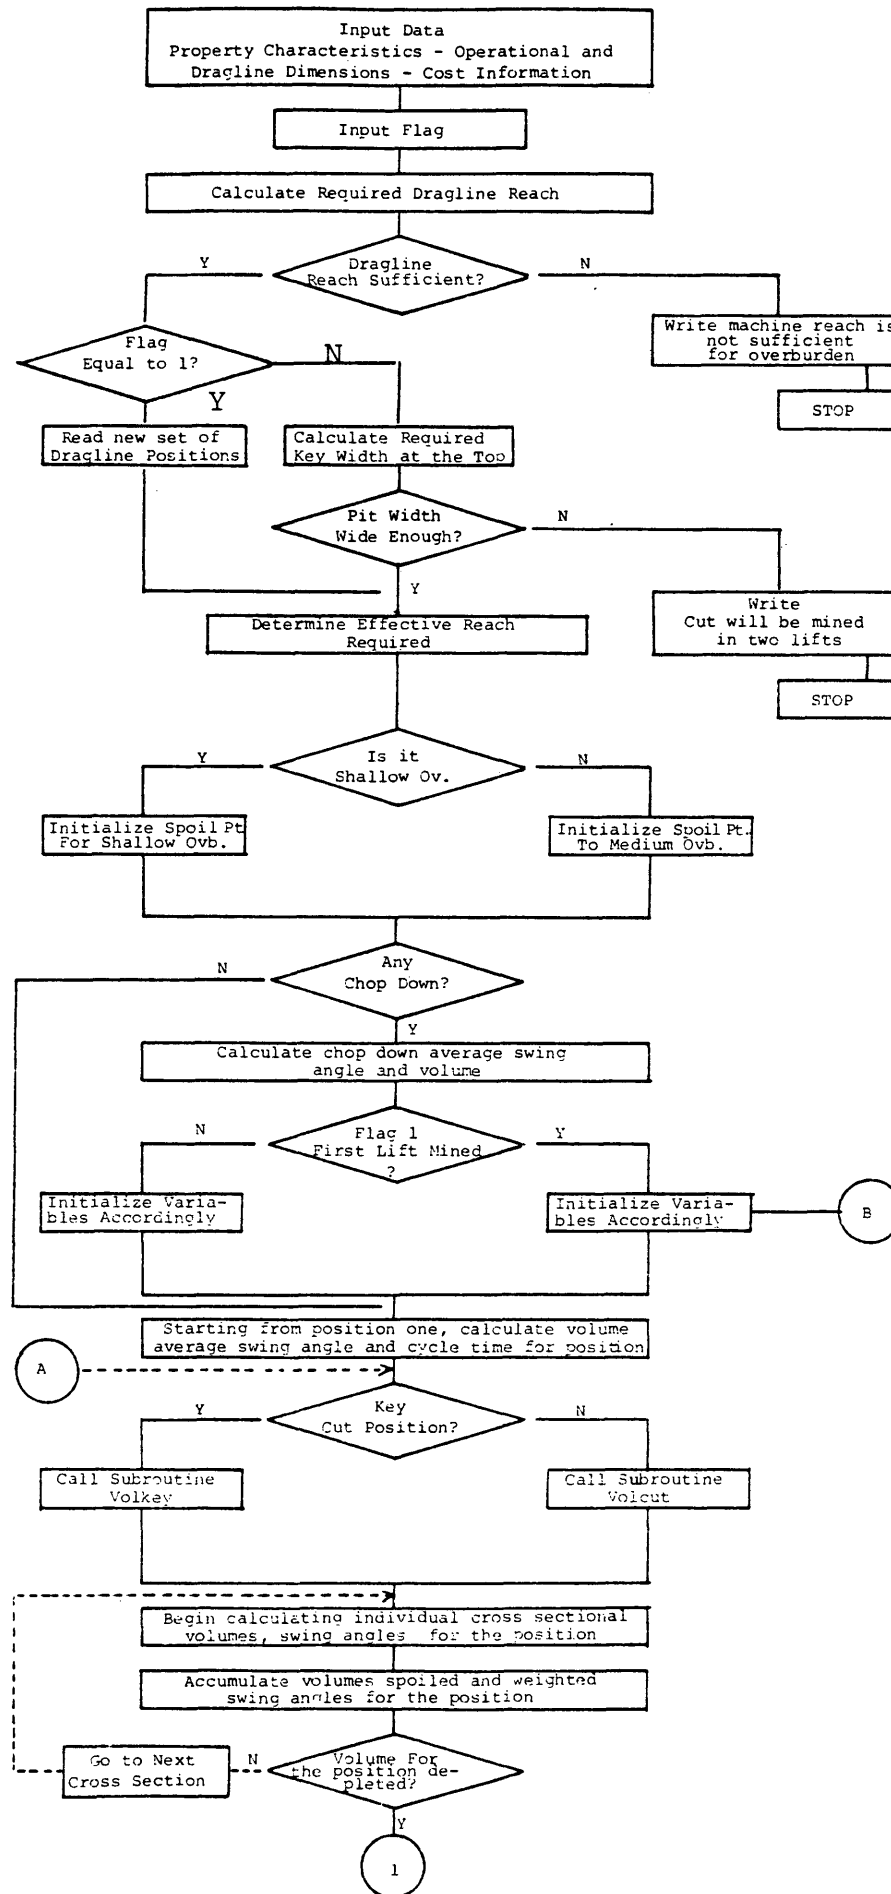 Input Data
Property Characteristics - Operational and
Dragline Dimensions - Cost Information
Input Flag
Calculate Required Dragline Reach
Dragline
Reach Sufficient?
Y
N
Write machine reach is
not sufficient
for overburden
STOP
Flag
Equal to 1?
N
Y
Read new set of
Dragline Positions
Calculate Required
Key Width at the Top
Pit Width
Wide Enough?
N
Y
Write
Cut will be mined
in two lifts
STOP
Determine Effective Reach
Required
Is it
Shallow Ov.
Y
N
Initialize Spoil Pt
For Shallow Ovb.
Initialize Spoil Pt.
To Medium Ovb.
Any
Chop Down?
N
Y
Calculate chop down average swing
angle and volume
Flag 1
First Lift Mined
?
N
Y
Initialize Varia-
bles Accordingly
Initialize Varia-
bles Accordingly
B
Starting from position one, calculate volume
average swing angle and cycle time for position
A
Key
Cut Position?
Y
N
Call Subroutine
Volkey
Call Subroutine
Volcut
Begin calculating individual cross sectional
volumes, swing angles for the position
Accumulate volumes spoiled and weighted
swing angles for the position
Volume For
the position de-
pleted?
N
Go to Next
Cross Section
Y
1